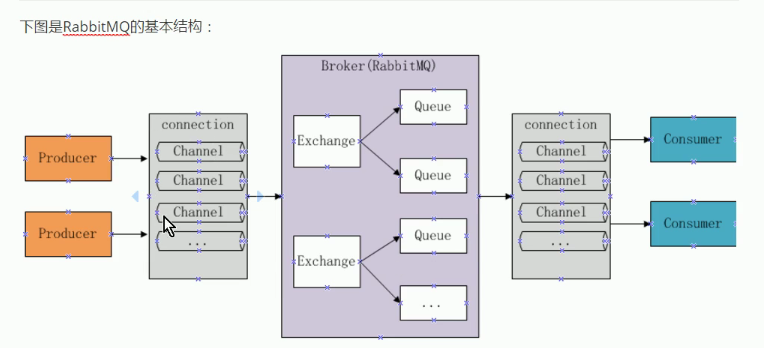 下图是RabbitMQ的基本结构：
Broker(RabbitMQ)
Producer
Producer
connection
Channel
Channel
Channel
...
Exchange
Queue
Queue
Exchange
Queue
...
connection
Channel
Channel
Channel
...
Consumer
Consumer